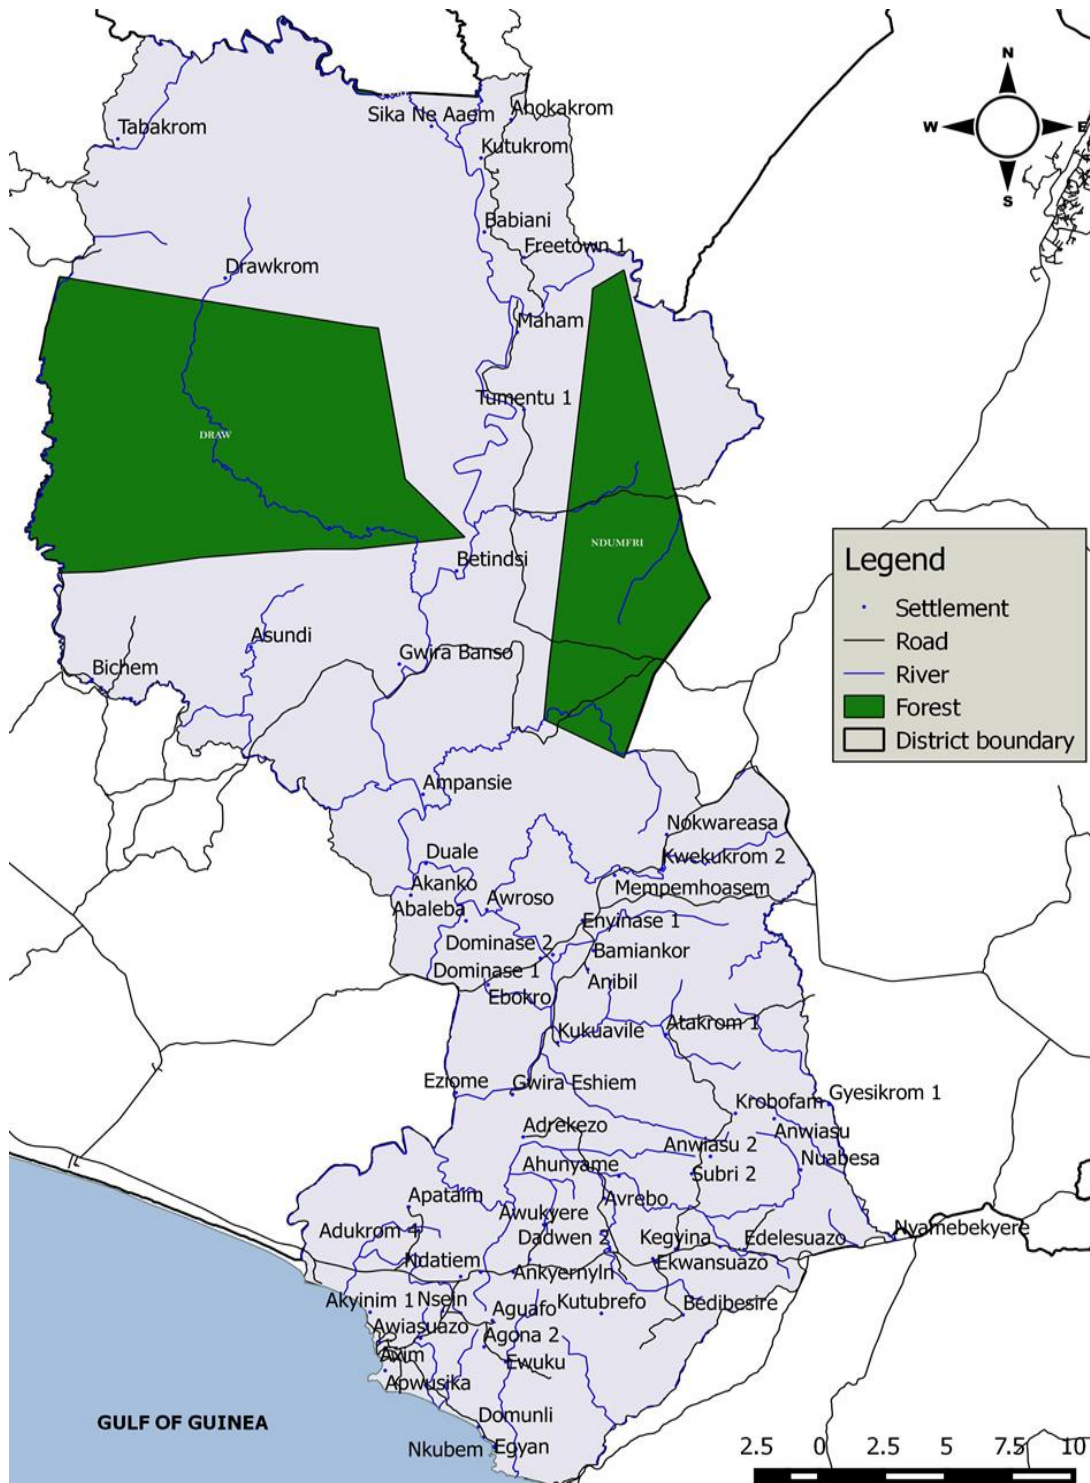 N
W
E
S
Sika Ne Aaem
Ahokakrom
Tabakrom
Kutukrom
Babiani
Freetown 1
Drawkrom
Maham
Tumentu 1
DRAW
NDUMFRI
Betindsi
Legend
Settlement
Road
River
Forest
District boundary
Asundi
Gwira Banso
Bichem
Ampansie
Nokwareasa
Duale
Kwekukrom 2
Akanko
Mempemhoasem
Abaleba
Awroso
Enyinase 1
Dominase 2
Bamiankor
Dominase 1
Anibil
Ebokro
Kukuavile
Atakrom 1
Eziome
Gwira Eshiem
Krobofam
Gyesikrom 1
Adrekezo
Anwiasu
Anwiasu 2
Ahunyame
Nuabesa
Subri 2
Apataim
Avrebo
Awukyere
Adukrom 4
Dadwen 2
Kegyina
Edelesuazo
Nyamebekyere
Ndatiem
Ankyernyin
Ekwansuazo
Akyinim 1
Nsein
Aguafo
Kutubrefo
Bedibesire
Awiasuazo
Agona 2
Axim
Ewuku
Apwusika
Domunli
GULF OF GUINEA
Nkubem
Egyan
2.5 0 2.5 5 7.5 10